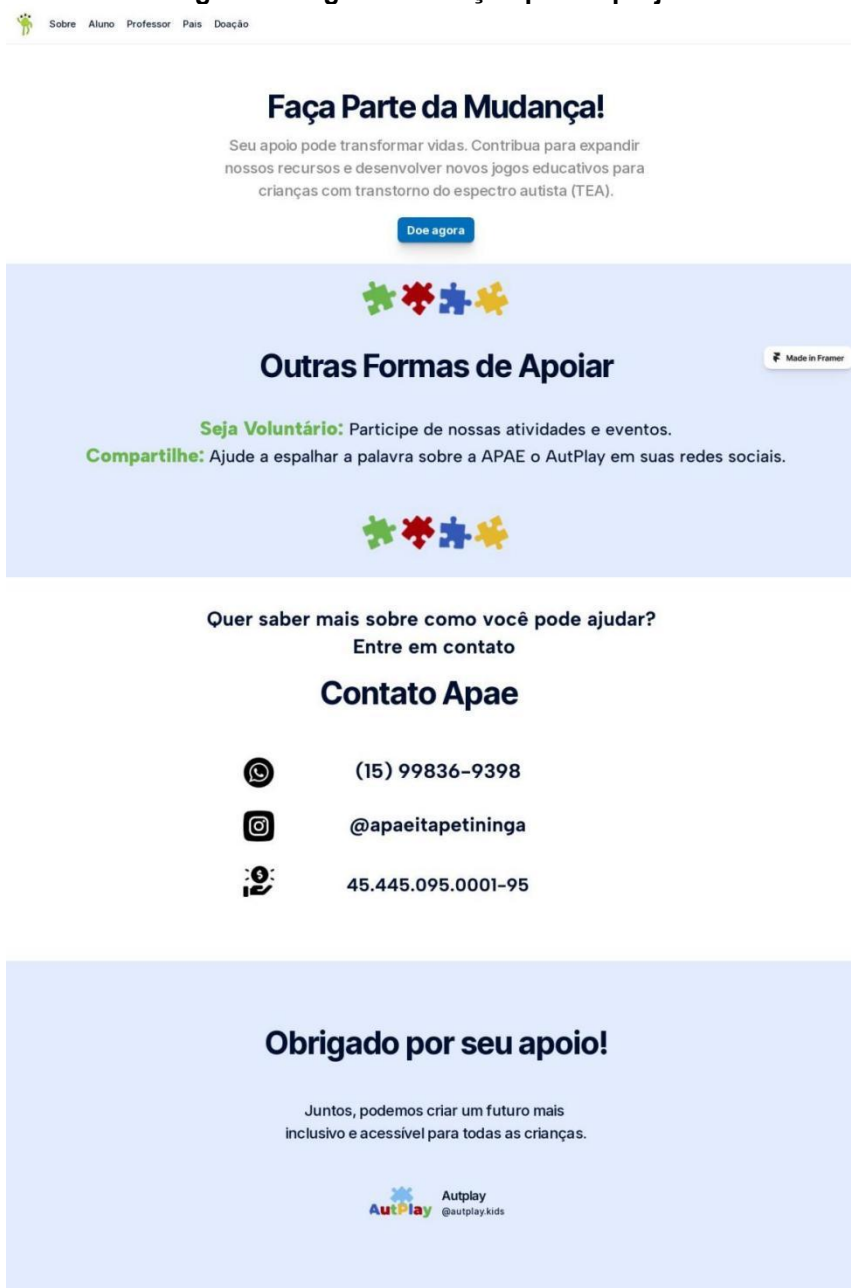 Sobre Aluno Professor Pais Doação
Faça Parte da Mudança!
Seu apoio pode transformar vidas. Contribua para expandir
nossos recursos e desenvolver novos jogos educativos para
crianças com transtorno do espectro autista (TEA).
Doe agora
Outras Formas de Apoiar
Made in Framer
Seja Voluntário: Participe de nossas atividades e eventos.
Compartilhe: Ajude a espalhar a palavra sobre a APAE o AutPlay em suas redes sociais.
Quer saber mais sobre como você pode ajudar?
Entre em contato
Contato Apae
(15) 99836-9398
@apaeitapetininga
45.445.095.0001-95
Obrigado por seu apoio!
Juntos, podemos criar um futuro mais
inclusivo e acessível para todas as crianças.
AutPlay
Autplay
@autplay.kids